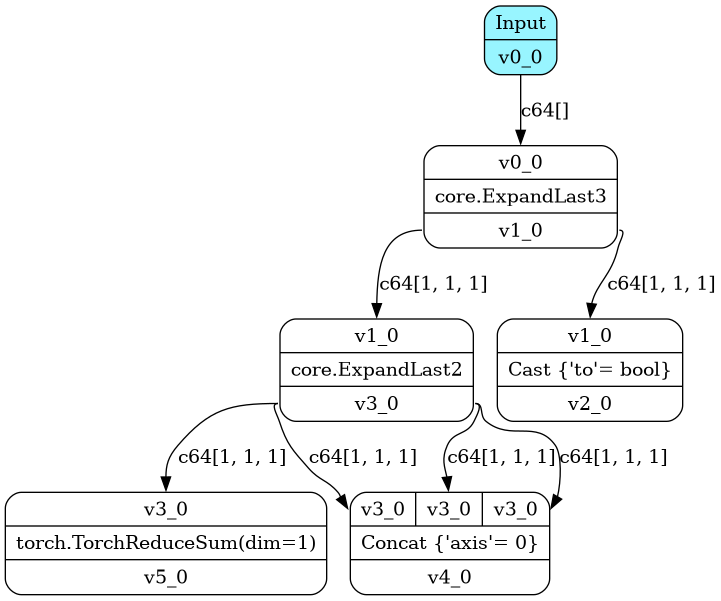 Input
v0_0
c64[]
v0_0
core.ExpandLast3
v1_0
c64[1, 1, 1]
c64[1, 1, 1]
v1_0
core.ExpandLast2
v3_0
v1_0
Cast {'to'= bool}
v2_0
c64[1, 1, 1]
c64[1, 1, 1]
c64[1, 1, 1]
c64[1, 1, 1]
v3_0
torch.TorchReduceSum(dim=1)
v5_0
v3_0 v3_0 v3_0
Concat {'axis'= 0}
v4_0